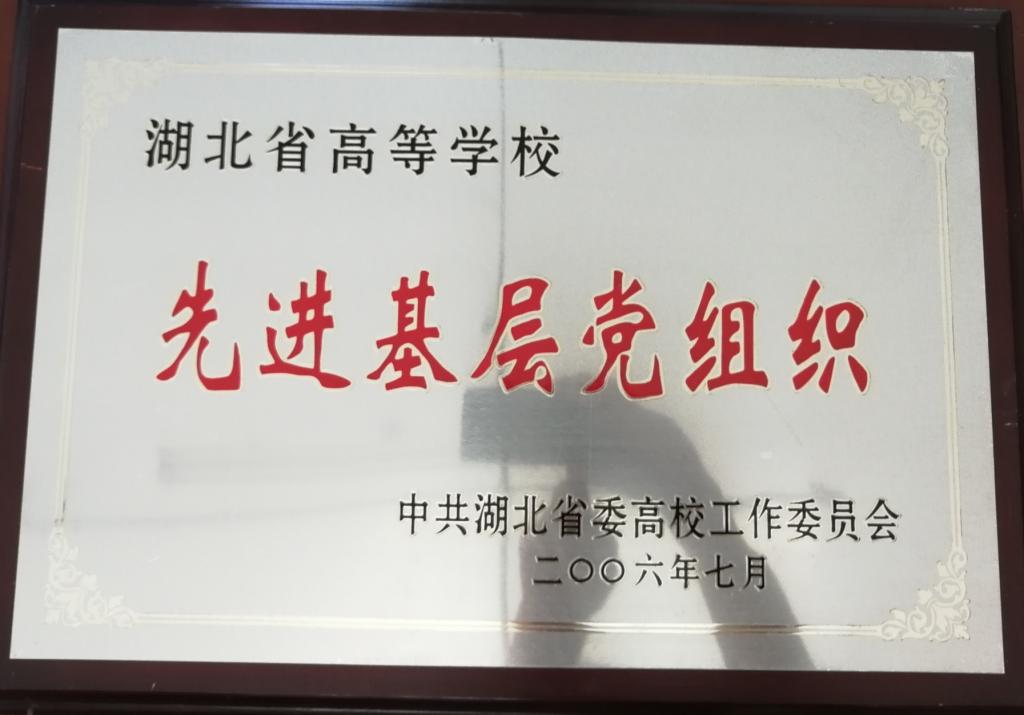 湖北省高等学校
先进基层党组织
中共湖北省委高校工作委员会
二〇〇六年七月